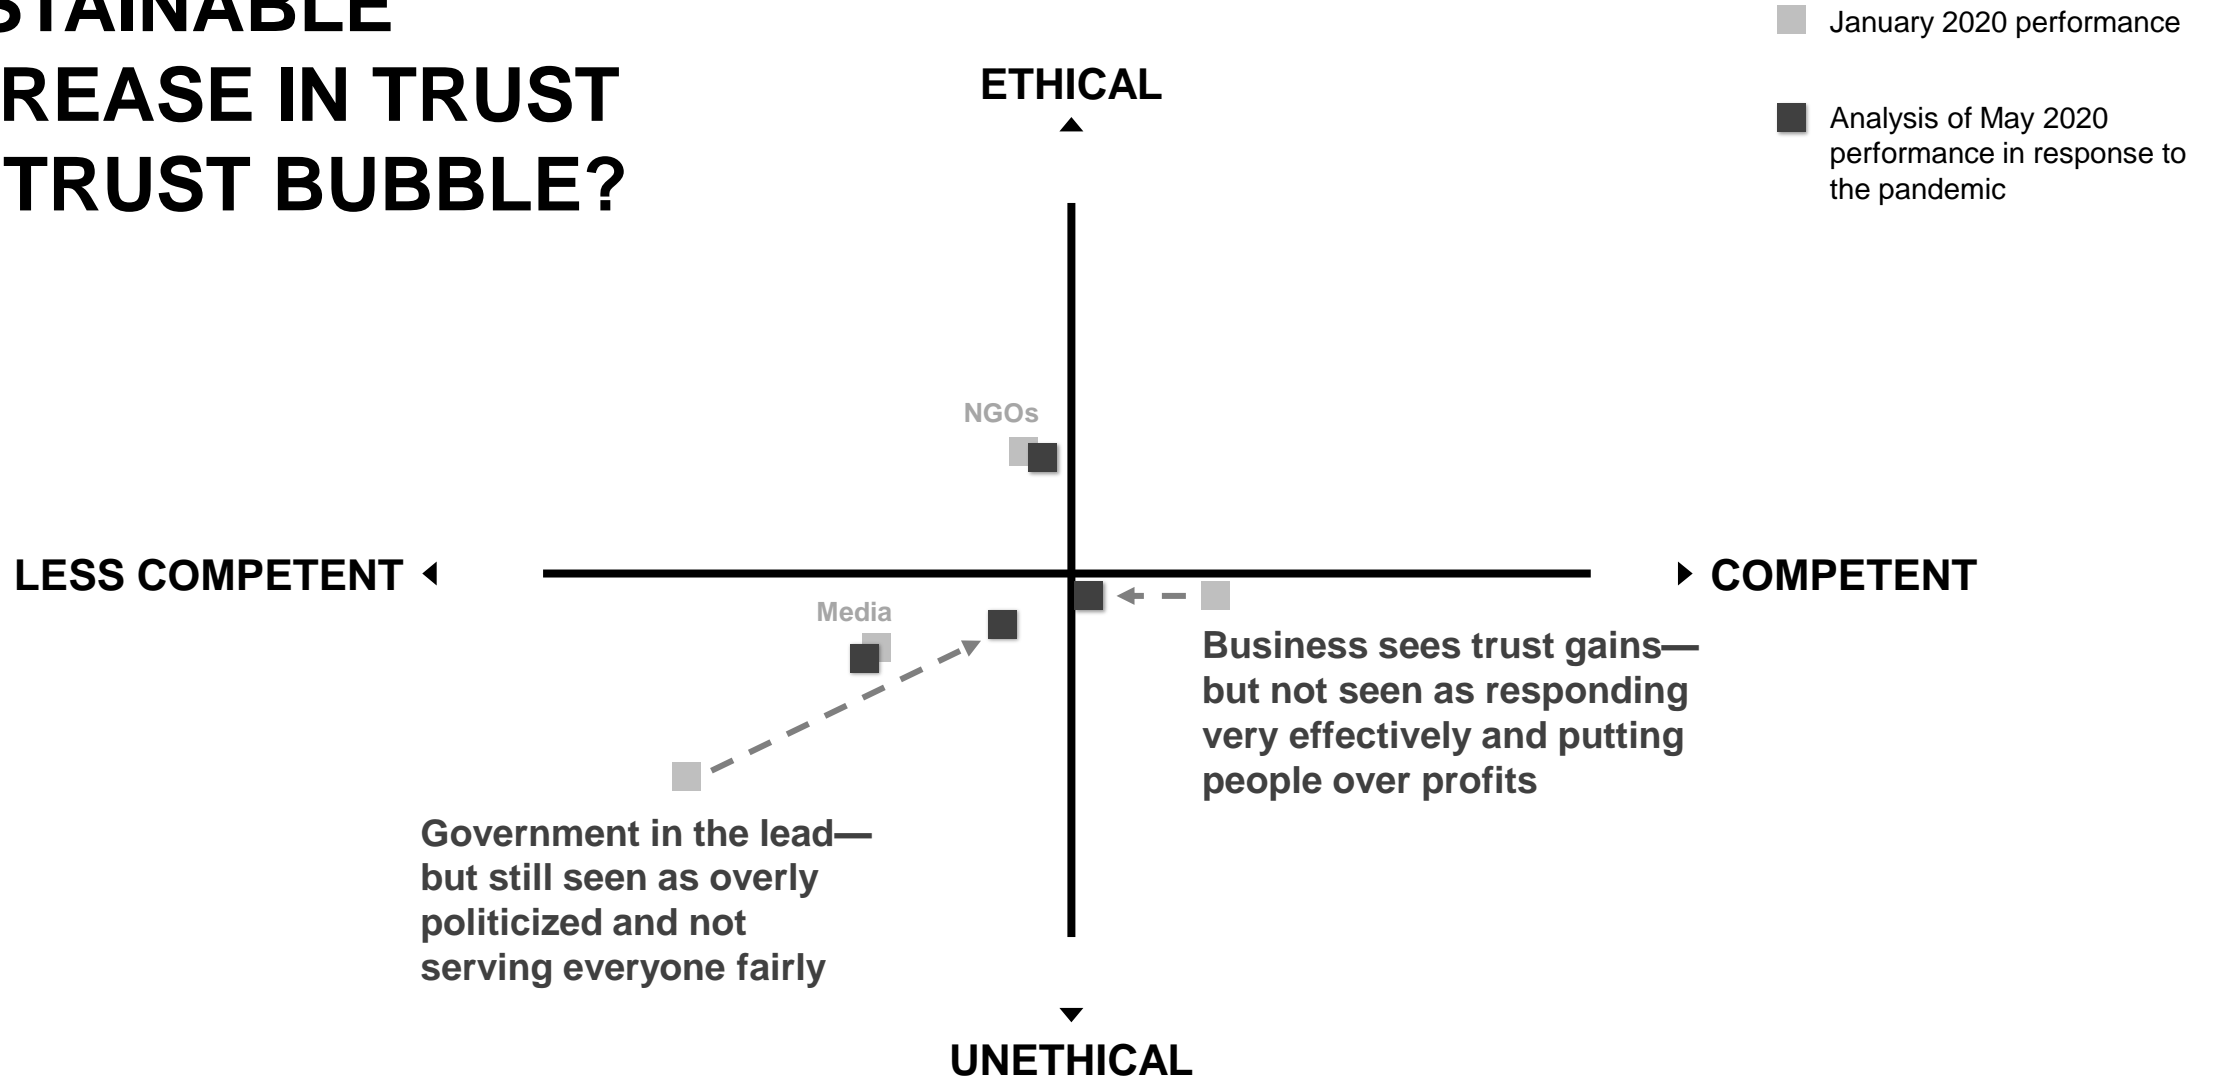 STAINABLE
REASE IN TRUST
TRUST BUBBLE?
January 2020 performance
Analysis of May 2020
performance in response to
the pandemic
ETHICAL
NGOs
LESS COMPETENT
COMPETENT
Media
Business sees trust gains—
but not seen as responding
very effectively and putting
people over profits
Government in the lead—
but still seen as overly
politicized and not
serving everyone fairly
UNETHICAL